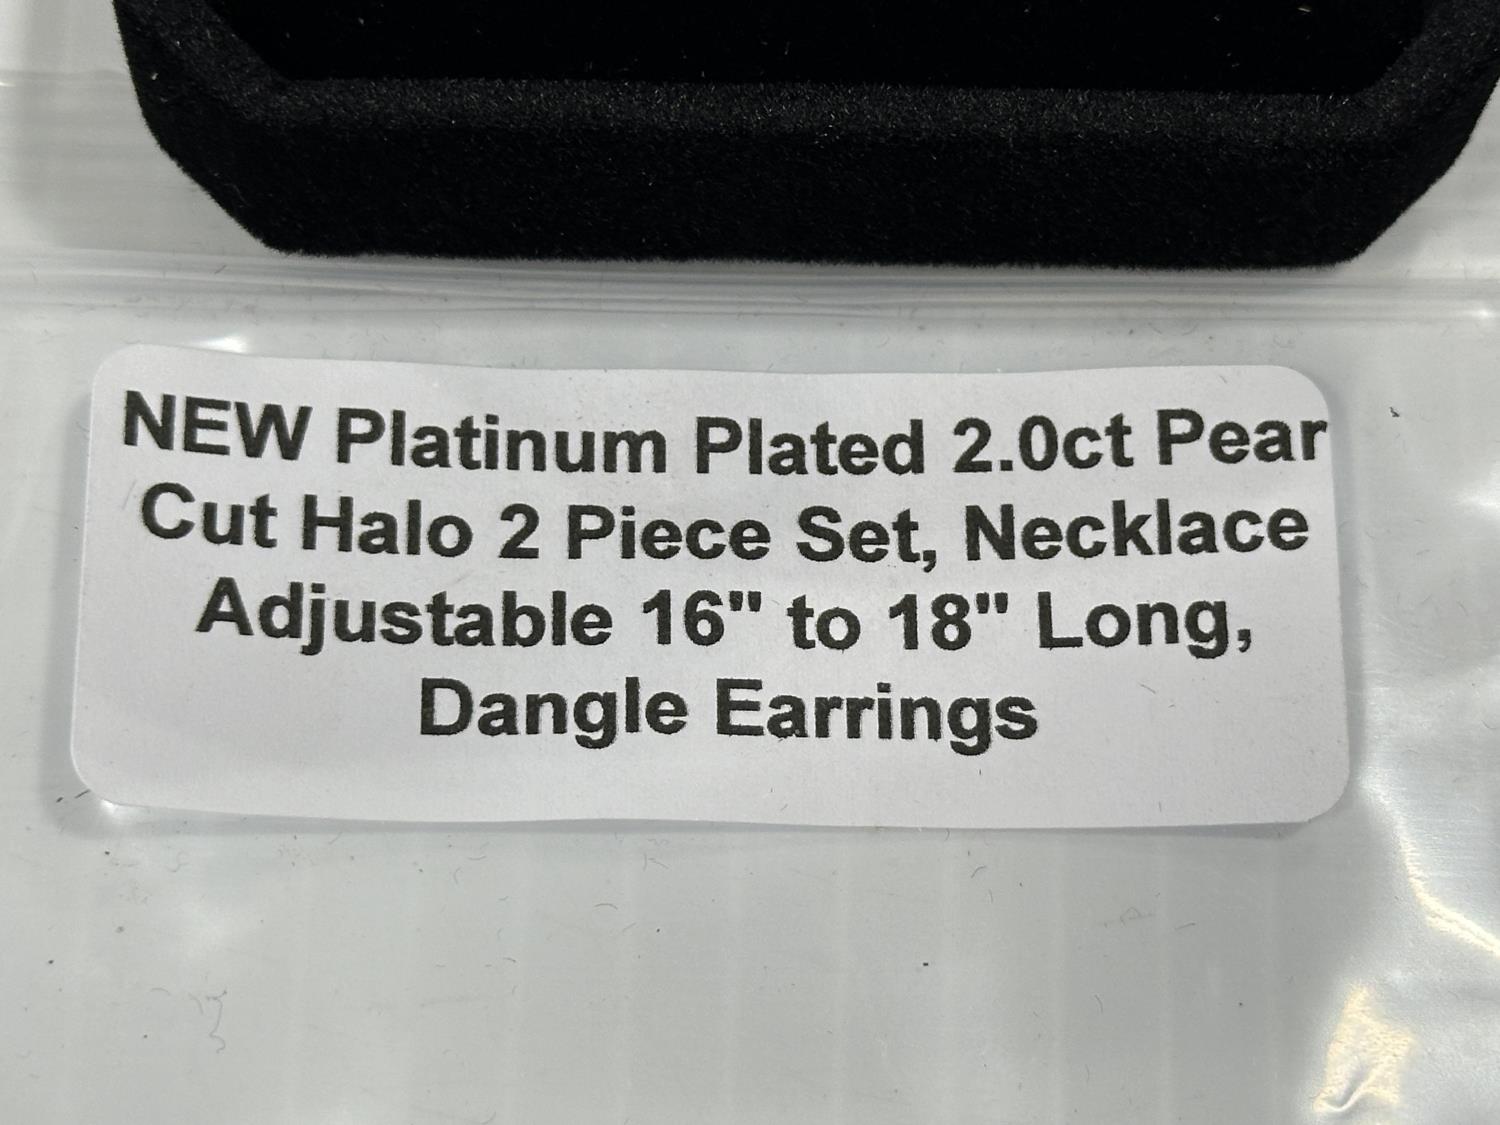 NEW Platinum Plated 2.0ct Pear
Cut Halo 2 Piece Set, Necklace
Adjustable 16" to 18" Long,
Dangle Earrings